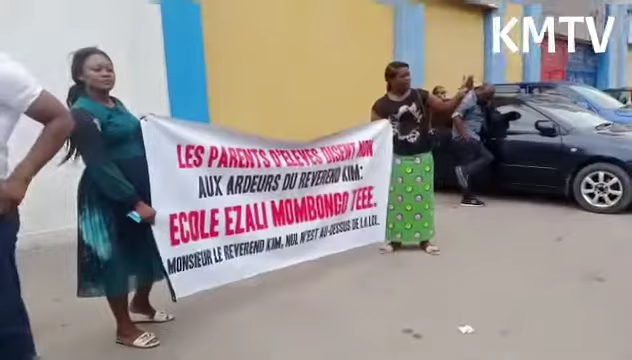 KMTV
LES PARENTS D'ELEVES DISENT NON
AUX ARDEURS DU REVEREND KIM:
ECOLE EZALI MOMBONGO TEEE.
MONSIEUR LE REVEREND KIM, NUL N'EST AU-DESSUS DE LA LOI.